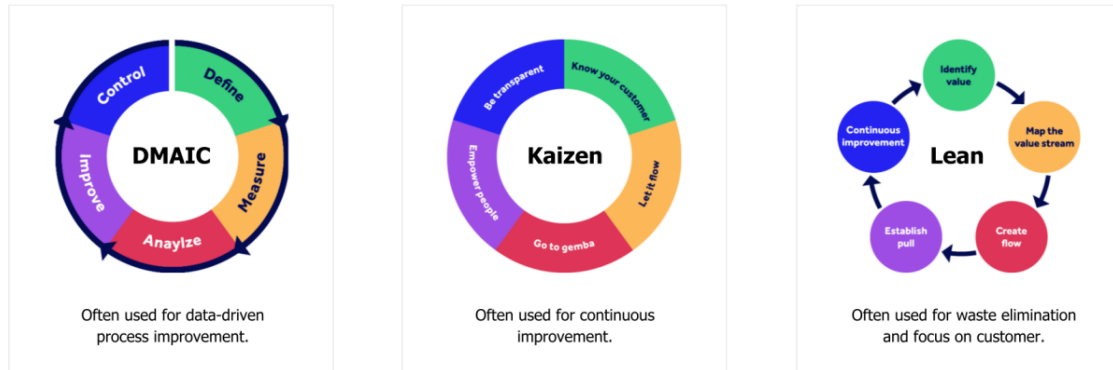 DMAIC
Define
Measure
Anaylze
Improve
Control
Often used for data-driven
process improvement.
Kaizen
Know your customer
Let it flow
Go to gemba
Empower people
Be transparent
Often used for continuous
improvement.
Lean
Identify
value
Map the
value stream
Create
flow
Establish
pull
Continuous
improvement
Often used for waste elimination
and focus on customer.